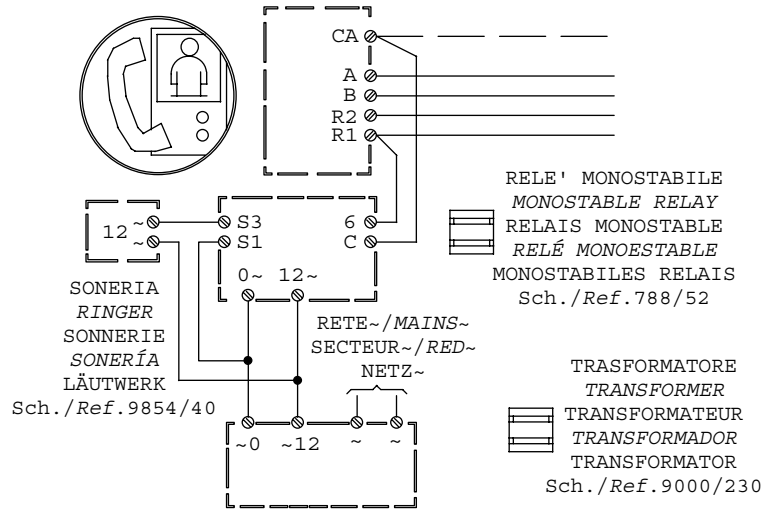 CA
A
B
R2
R1
RELE' MONOSTABILE
MONOSTABLE RELAY
RELAIS MONOSTABLE
RELÉ MONOESTABLE
MONOSTABILES RELAIS
Sch./Ref.788/52
12 ~
~
S3
S1
6
C
0~ 12~
SONERIA
RINGER
SONNERIE
SONERÍA
LÄUTWERK
Sch./Ref.9854/40
RETE~/MAINS~
SECTEUR~/RED~
NETZ~
~0 ~12 ~ ~
TRASFORMATORE
TRANSFORMER
TRANSFORMATEUR
TRANSFORMADOR
TRANSFORMATOR
Sch./Ref.9000/230